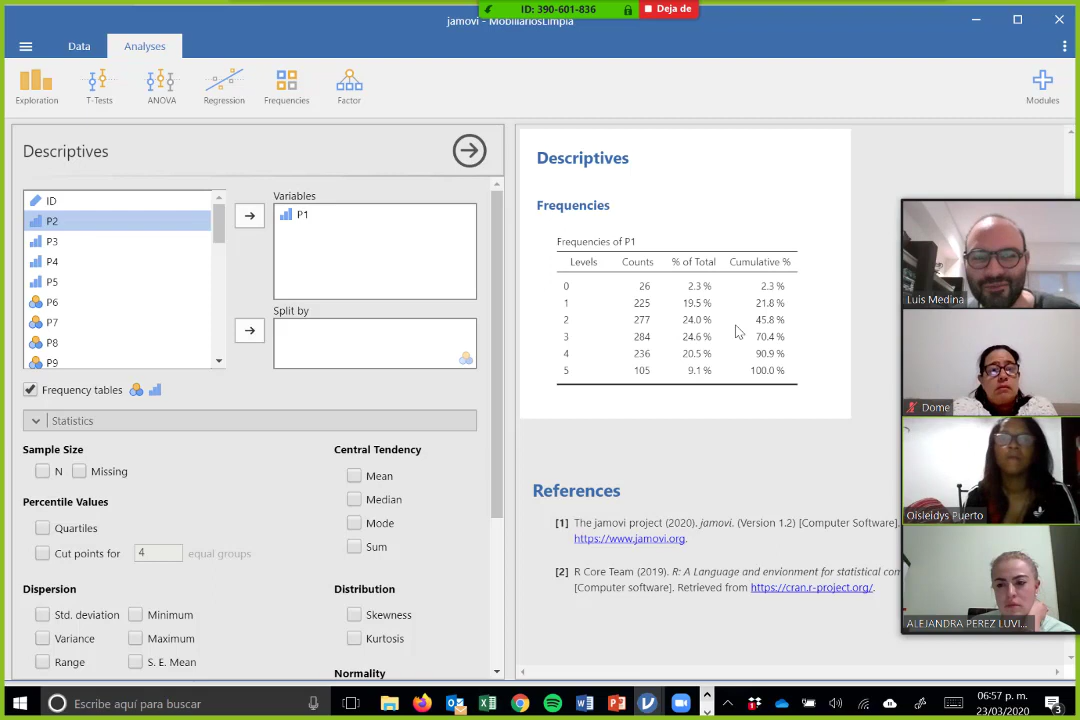 ID: 390-601-836
Deja de
jamovi - MobiliariosLimpia
Data
Analyses
Exploration
T-Tests
ANOVA
Regression
Frequencies
Factor
Modules
Descriptives
ID
P2
P3
P4
P5
P6
P7
P8
P9
Variables
P1
Split by
Frequency tables
Statistics
Sample Size
N
Missing
Percentile Values
Quartiles
Cut points for 4 equal groups
Dispersion
Std. deviation
Minimum
Variance
Maximum
Range
S. E. Mean
Central Tendency
Mean
Median
Mode
Sum
Distribution
Skewness
Kurtosis
Normality
Descriptives
Frequencies
Frequencies of P1
Levels Counts % of Total Cumulative %
0 26 2.3 % 2.3 %
1 225 19.5 % 21.8 %
2 277 24.0 % 45.8 %
3 284 24.6 % 70.4 %
4 236 20.5 % 90.9 %
5 105 9.1 % 100.0 %
References
[1] The jamovi project (2020). jamovi. (Version 1.2) [Computer Software].
https://www.jamovi.org.
[2] R Core Team (2019). R: A Language and envionment for statistical com
[Computer software]. Retrieved from https://cran.r-project.org/.
Luis Medina
Dome
Oisleidys Puerto
ALEJANDRA PEREZ LUVI...
Escribe aquí para buscar
06:57 p. m.
23/03/2020
3